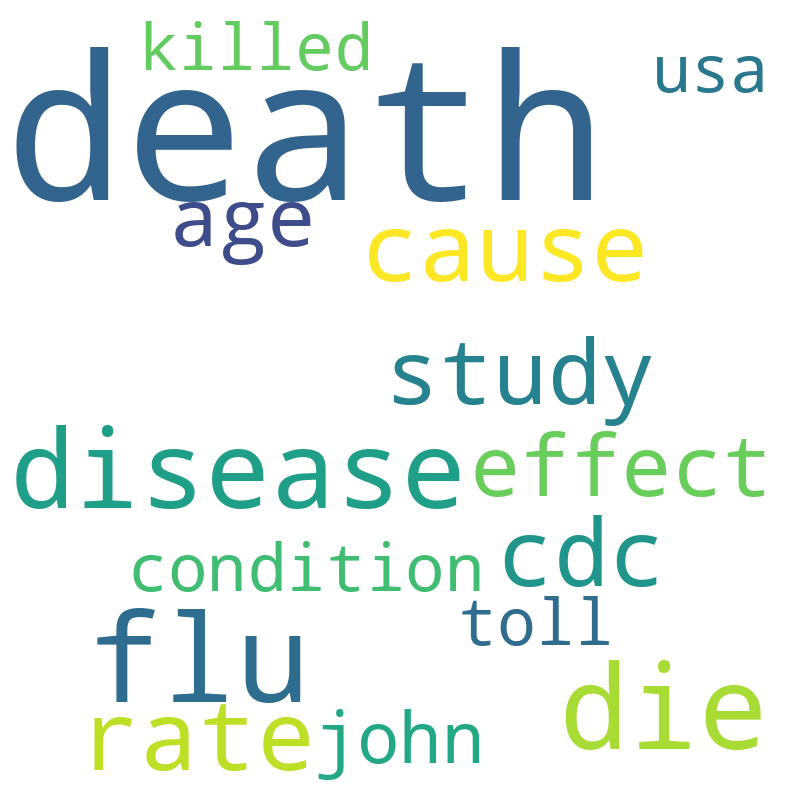 killed
usa
death
age
cause
study
disease
effect
condition
cdc
toll
flu
die
rate
john